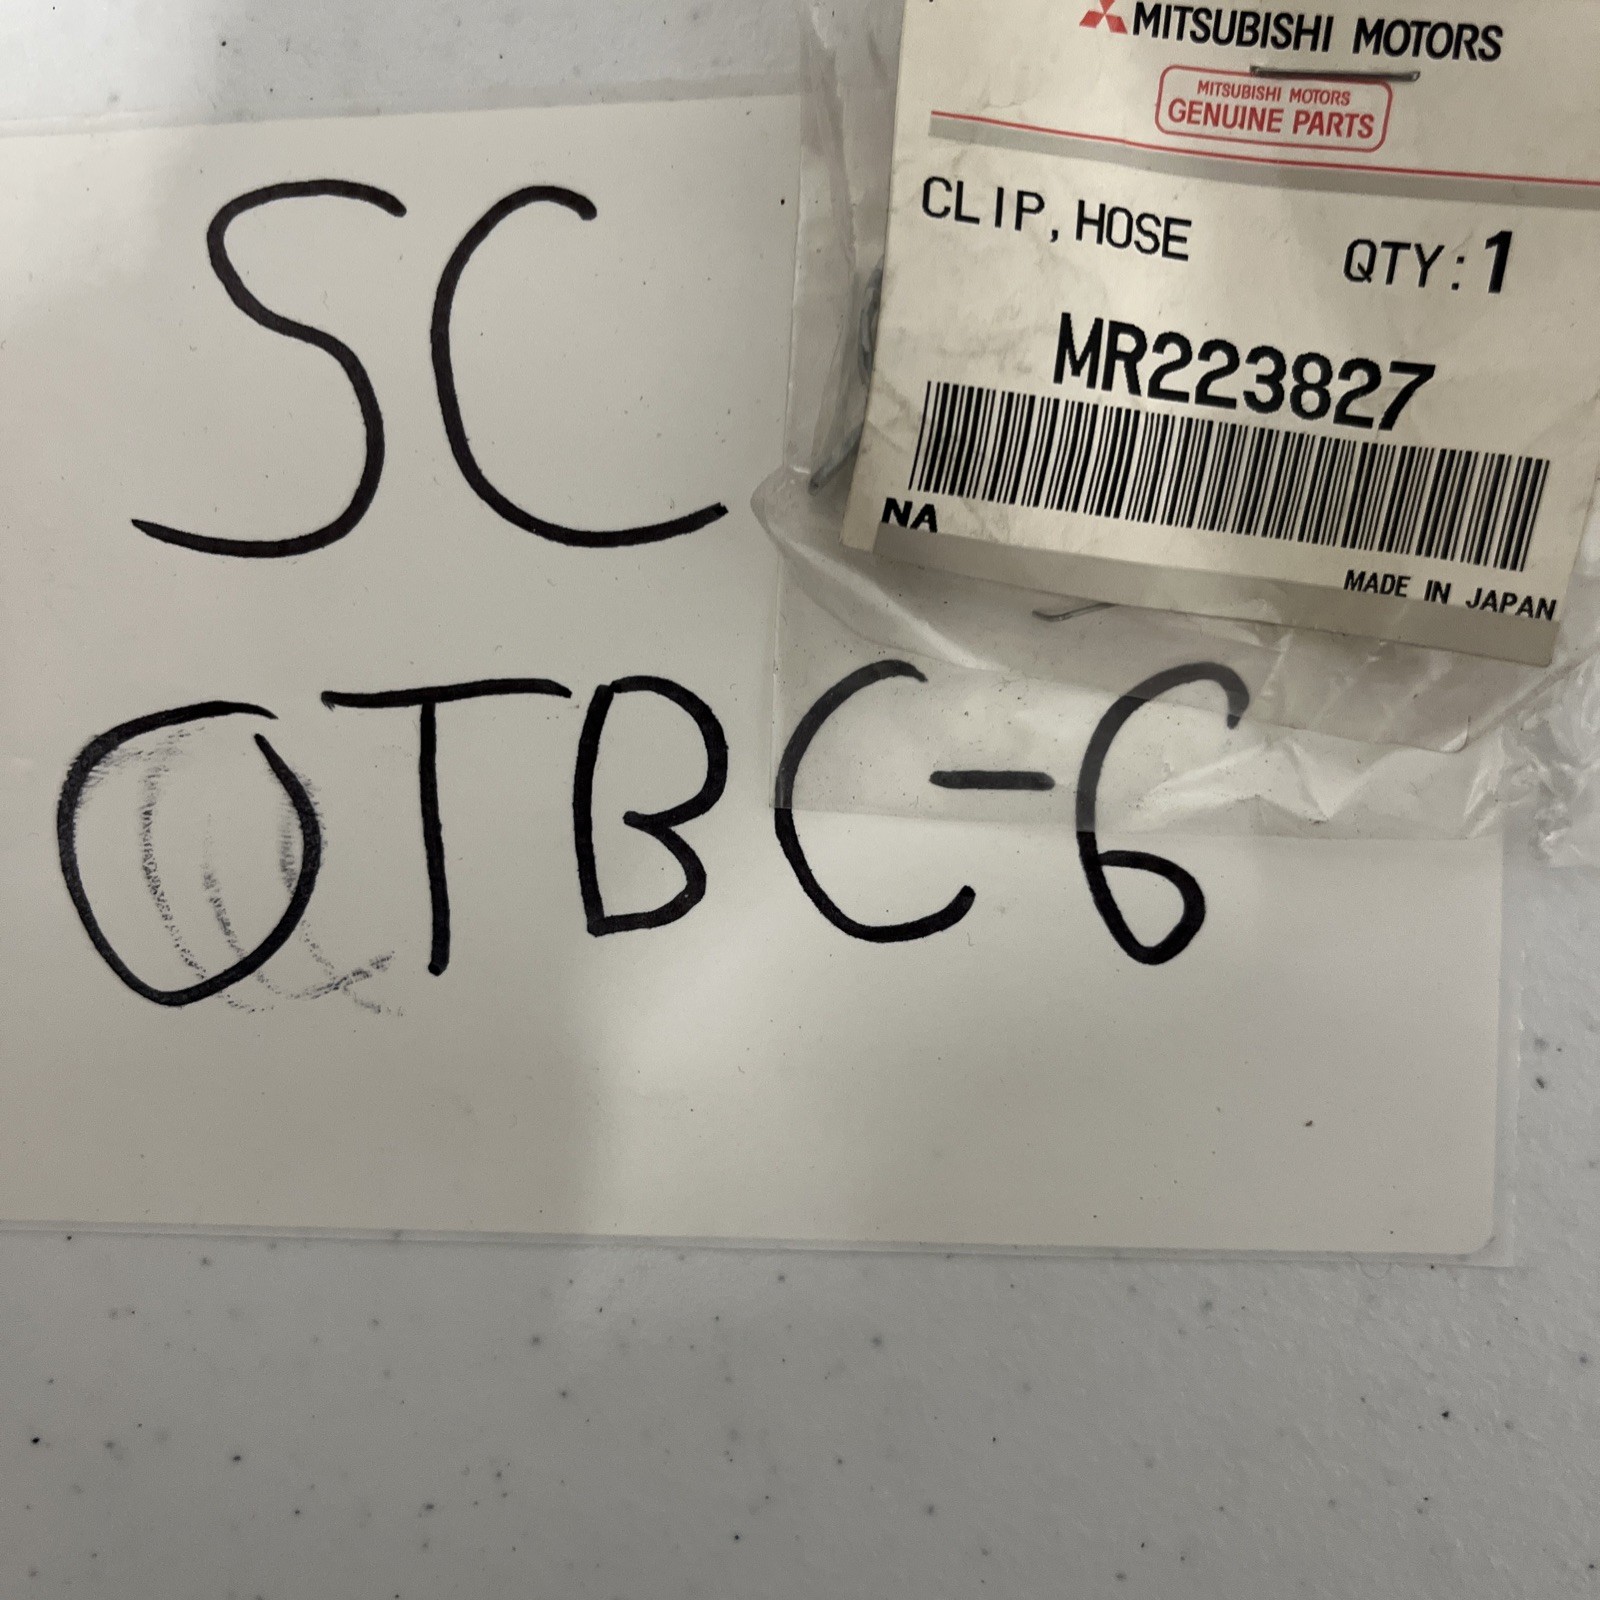 MITSUBISHI MOTORS
MITSUBISHI MOTORS
GENUINE PARTS
CLIP, HOSE QTY: 1
MR223827
NA
MADE IN JAPAN
SC
OTBC-6